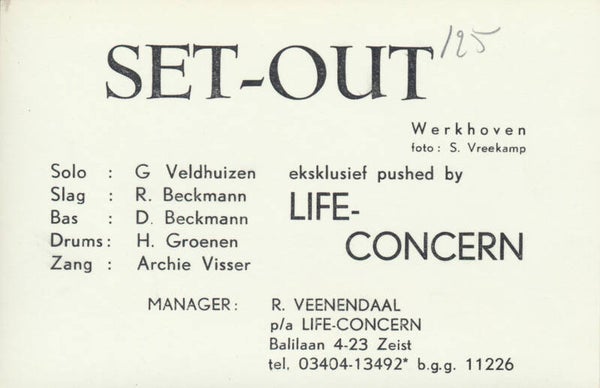 SET-OUT 125
Werkhoven
foto : S. Vreekamp
Solo : G Veldhuizen
Slag : R. Beckmann
Bas : D. Beckmann
Drums: H. Groenen
Zang : Archie Visser
eksklusief pushed by
LIFE-
CONCERN
MANAGER: R. VEENENDAAL
p/a LIFE-CONCERN
Balilaan 4-23 Zeist
tel. 03404-13492* b.g.g. 11226